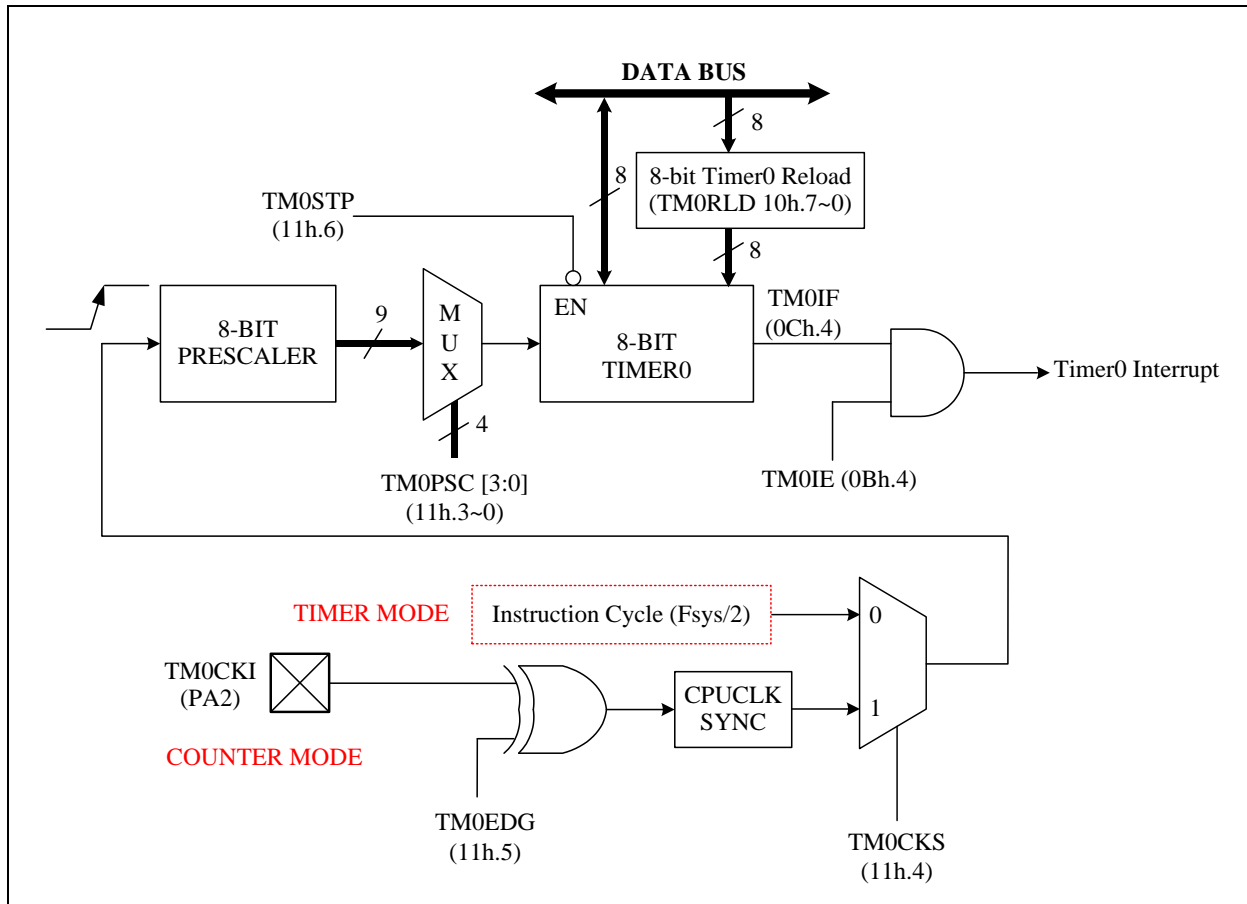 DATA BUS
8
8-bit Timer0 Reload
(TM0RLD 10h.7~0)
8
8
TM0STP
(11h.6)
8-BIT
PRESCALER
9
M
U
X
4
TM0PSC [3:0]
(11h.3~0)
EN
8-BIT
TIMER0
TM0IF
(0Ch.4)
Timer0 Interrupt
TM0IE (0Bh.4)
TIMER MODE
Instruction Cycle (Fsys/2)
0
TM0CKI
(PA2)
CPUCLK
SYNC
1
COUNTER MODE
TM0EDG
(11h.5)
TM0CKS
(11h.4)